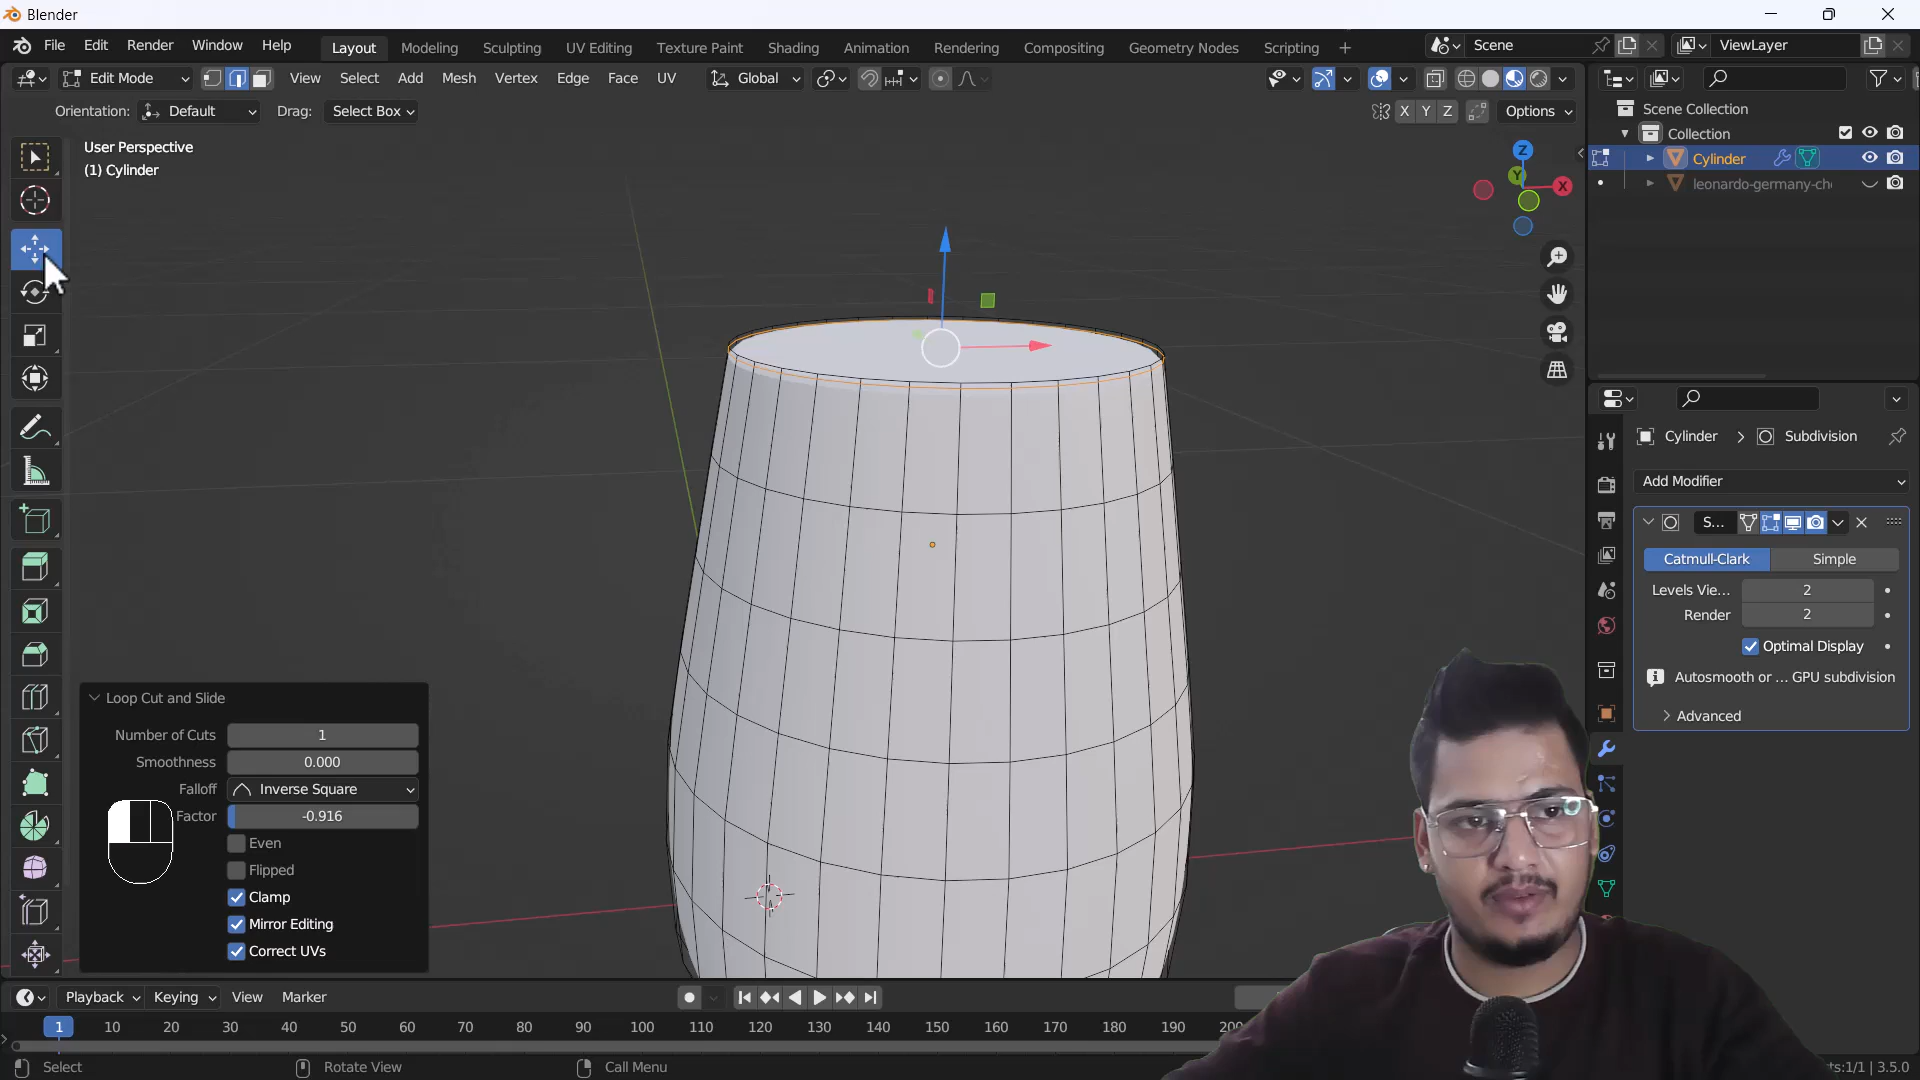 Blender
File Edit Render Window Help Layout Modeling Sculpting UV Editing Texture Paint Shading Animation Rendering Compositing Geometry Nodes Scripting + Scene ViewLayer
Edit Mode View Select Add Mesh Vertex Edge Face UV Global
Orientation: Default Drag: Select Box X Y Z Options
User Perspective
(1) Cylinder
Z
Y
X
Scene Collection
Collection
Cylinder
leonardo-germany-ch
Cylinder > Subdivision
Add Modifier
S...
Catmull-Clark Simple
Levels Vie... 2
Render 2
Optimal Display
Autosmooth or ... GPU subdivision
Advanced
Loop Cut and Slide
Number of Cuts 1
Smoothness 0.000
Falloff Inverse Square
Factor -0.916
Even
Flipped
Clamp
Mirror Editing
Correct UVs
Playback Keying View Marker
1 10 20 30 40 50 60 70 80 90 100 110 120 130 140 150 160 170 180 190 200
Select Rotate View Call Menu ts:1/1 | 3.5.0